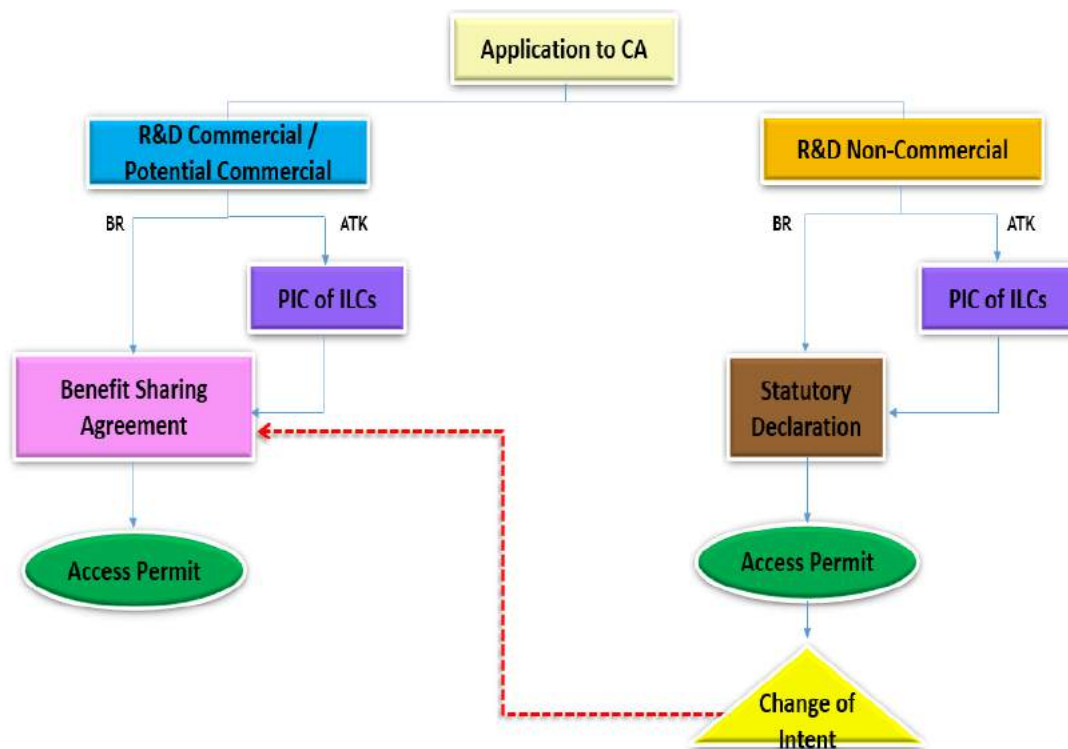 Application to CA
R&D Commercial /
Potential Commercial
R&D Non-Commercial
BR
ATK
BR
ATK
PIC of ILCs
PIC of ILCs
Benefit Sharing
Agreement
Statutory
Declaration
Access Permit
Access Permit
Change of
Intent